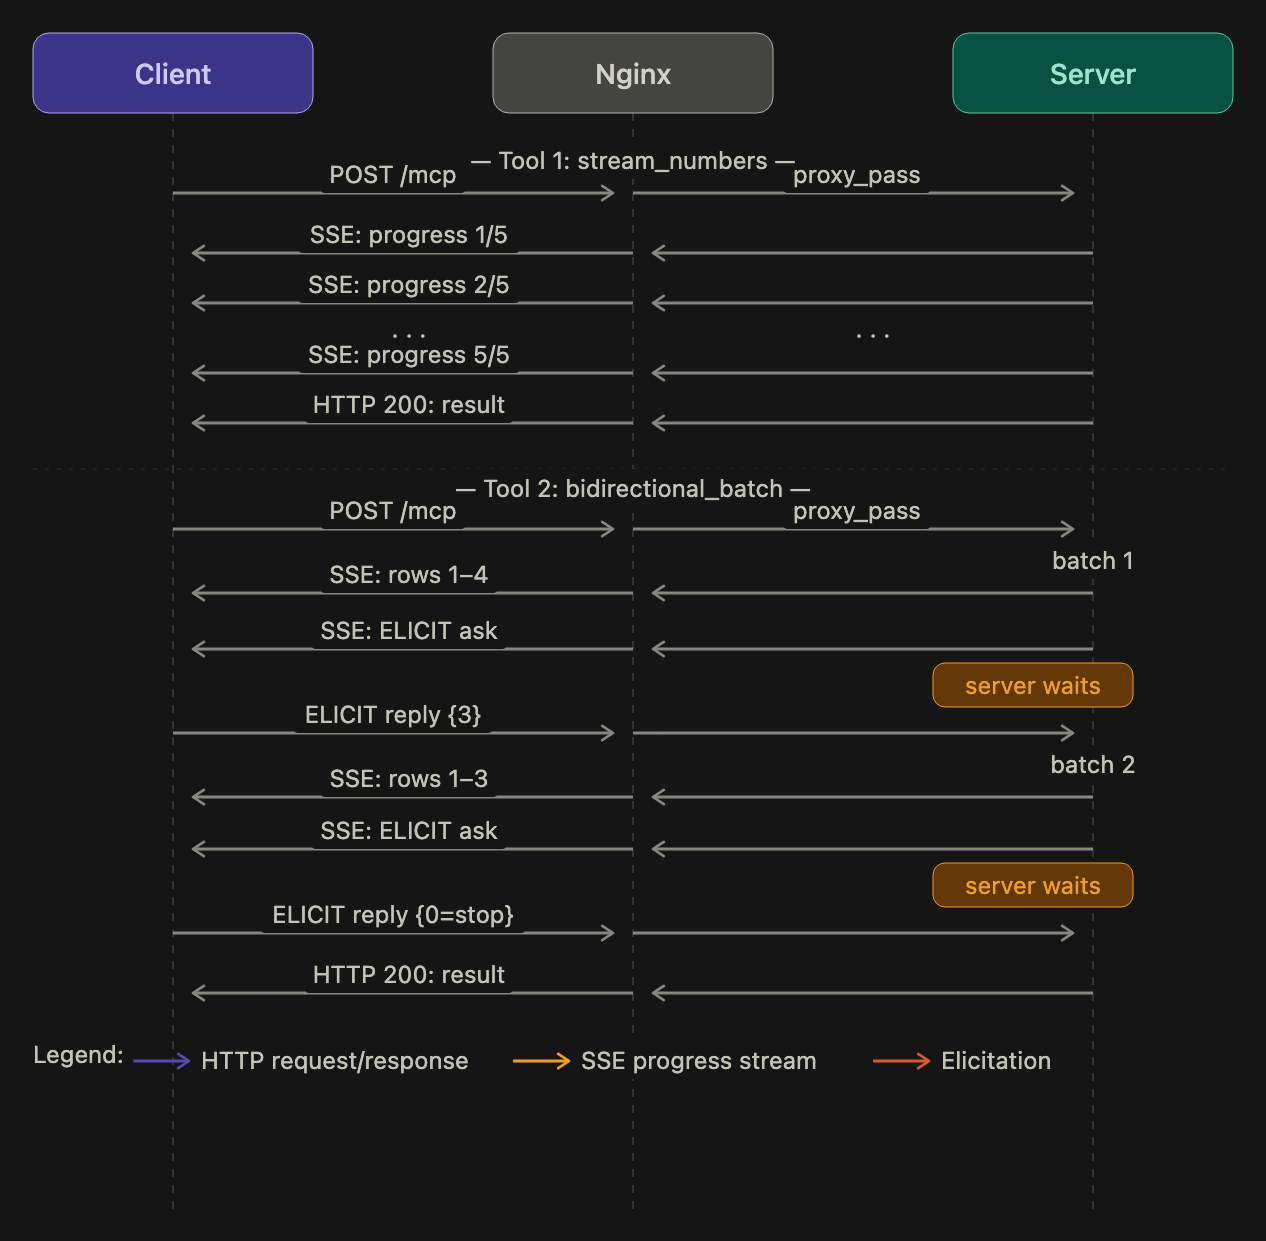 Client
Nginx
Server
— Tool 1: stream_numbers —
POST /mcp
proxy_pass
SSE: progress 1/5
SSE: progress 2/5
...
...
SSE: progress 5/5
HTTP 200: result
— Tool 2: bidirectional_batch —
POST /mcp
proxy_pass
batch 1
SSE: rows 1–4
SSE: ELICIT ask
server waits
ELICIT reply {3}
batch 2
SSE: rows 1–3
SSE: ELICIT ask
server waits
ELICIT reply {0=stop}
HTTP 200: result
Legend:
HTTP request/response
SSE progress stream
Elicitation